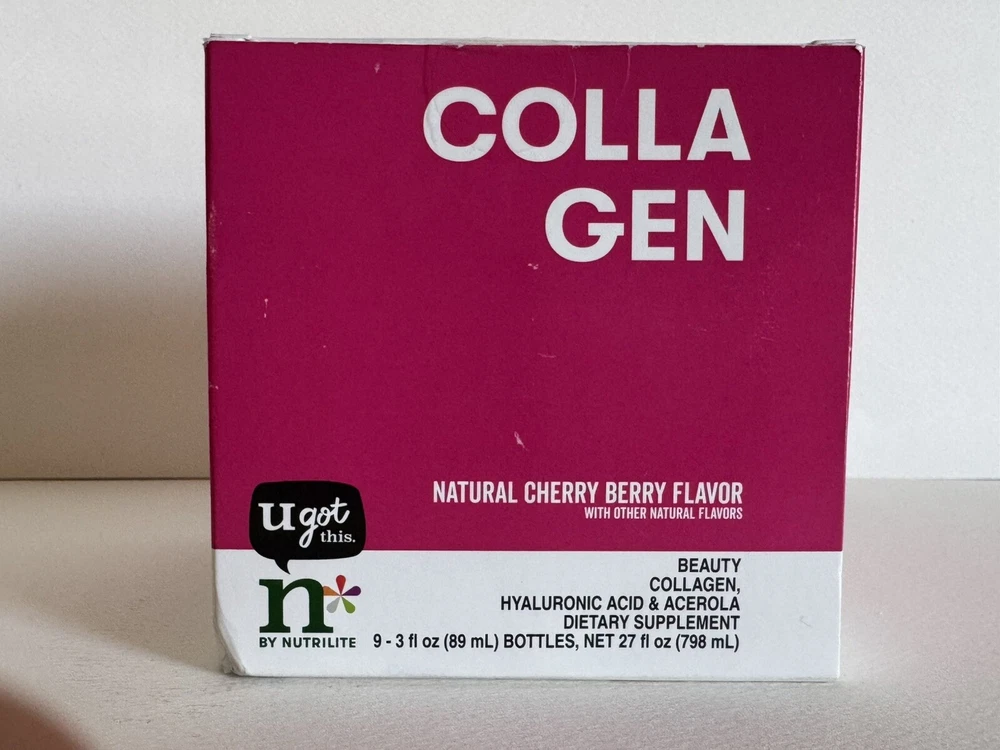 COLLA
GEN
NATURAL CHERRY BERRY FLAVOR
WITH OTHER NATURAL FLAVORS
u got
this.
n*
BY NUTRILITE
BEAUTY
COLLAGEN,
HYALURONIC ACID & ACEROLA
DIETARY SUPPLEMENT
9 - 3 fl oz (89 mL) BOTTLES, NET 27 fl oz (798 mL)